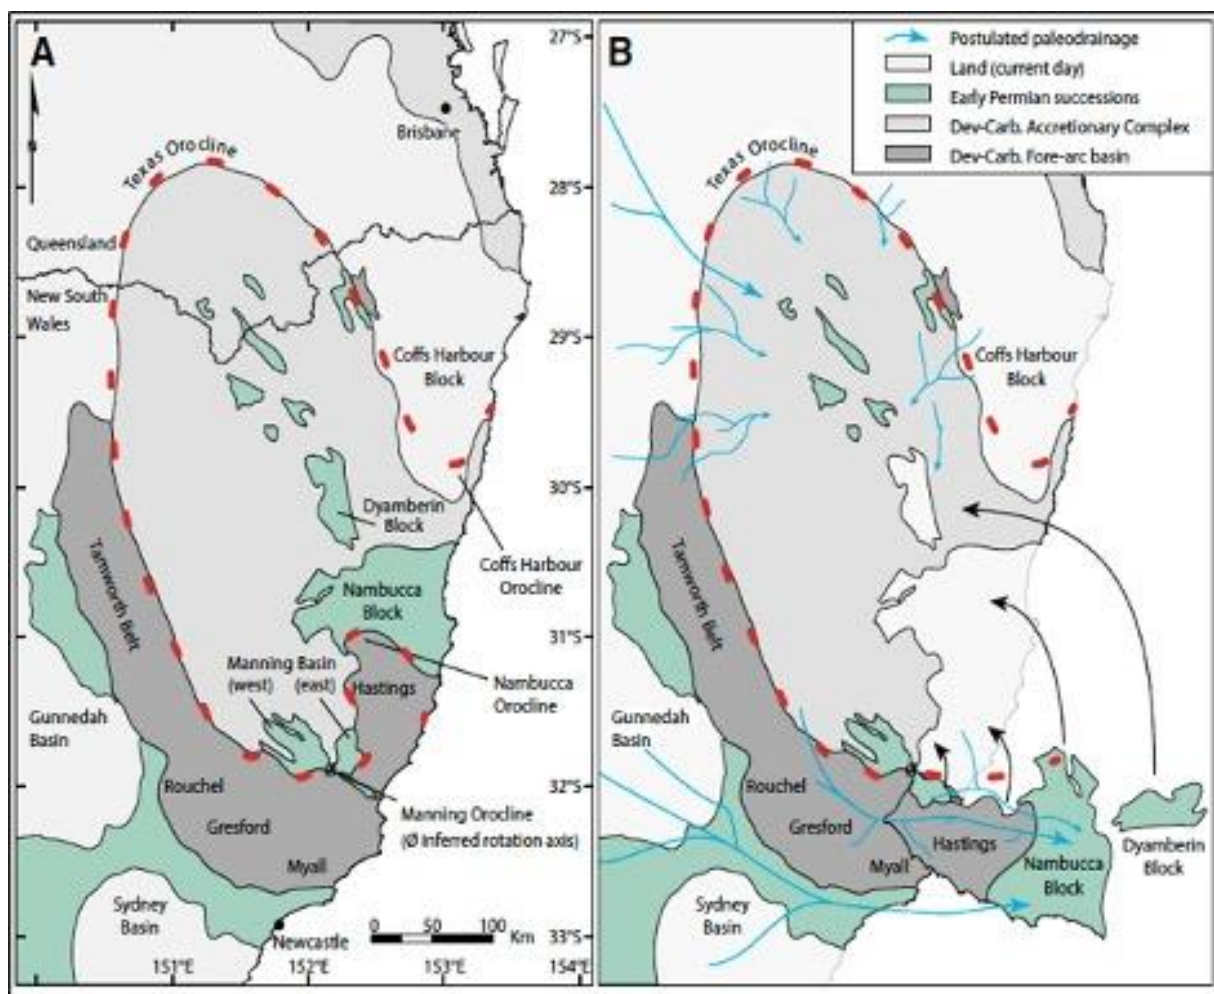 A
27°S
Brisbane
Texas Orocline
28°S
Queensland
New South
Wales
29°S
Coffs Harbour
Block
30°S
Dyamberin
Block
Coffs Harbour
Orocline
Tamworth Belt
Nambucca
Block
31°S
Manning Basin
(west) (east)
Hastings
Nambucca
Orocline
Gunnedah
Basin
32°S
Rouchel
Gresford
Manning Orocline
(Ø inferred rotation axis)
Myall
Sydney
Basin
Newcastle
0 50 100
Km
33°S
151°E 152°E 153°E 154°E
B
Postulated paleodrainage
Land (current day)
Early Permian successions
Dev-Carb. Accretionary Complex
Dev-Carb. Fore-arc basin
Texas Orocline
Coffs Harbour
Block
Tamworth Belt
Gunnedah
Basin
Rouchel
Gresford
Hastings
Myall
Nambucca
Block
Dyamberin
Block
Sydney
Basin